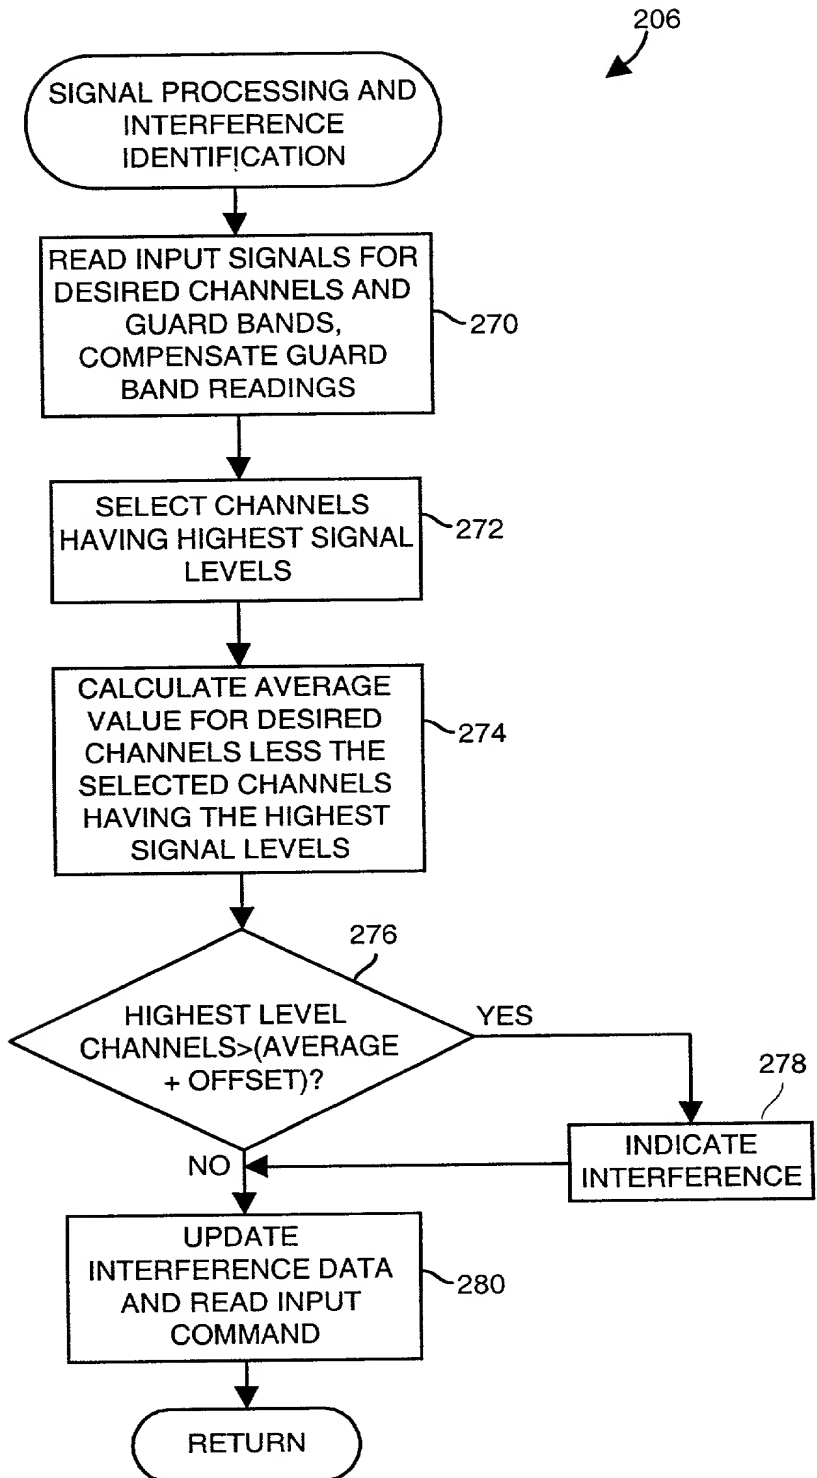 206
SIGNAL PROCESSING AND
INTERFERENCE
IDENTIFICATION
READ INPUT SIGNALS FOR
DESIRED CHANNELS AND
GUARD BANDS,
COMPENSATE GUARD
BAND READINGS
270
SELECT CHANNELS
HAVING HIGHEST SIGNAL
LEVELS
272
CALCULATE AVERAGE
VALUE FOR DESIRED
CHANNELS LESS THE
SELECTED CHANNELS
HAVING THE HIGHEST
SIGNAL LEVELS
274
276
HIGHEST LEVEL
CHANNELS>(AVERAGE
+ OFFSET)?
YES
278
INDICATE
INTERFERENCE
NO
UPDATE
INTERFERENCE DATA
AND READ INPUT
COMMAND
280
RETURN